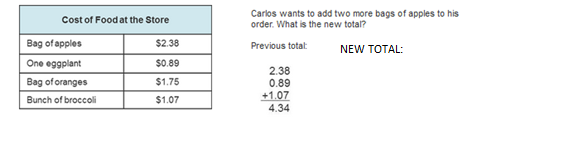 Cost of Food at the Store
Bag of apples $2.38
One eggplant $0.89
Bag of oranges $1.75
Bunch of broccoli $1.07
Carlos wants to add two more bags of apples to his
order. What is the new total?
Previous total:
NEW TOTAL:
2.38
0.89
+1.07
4.34